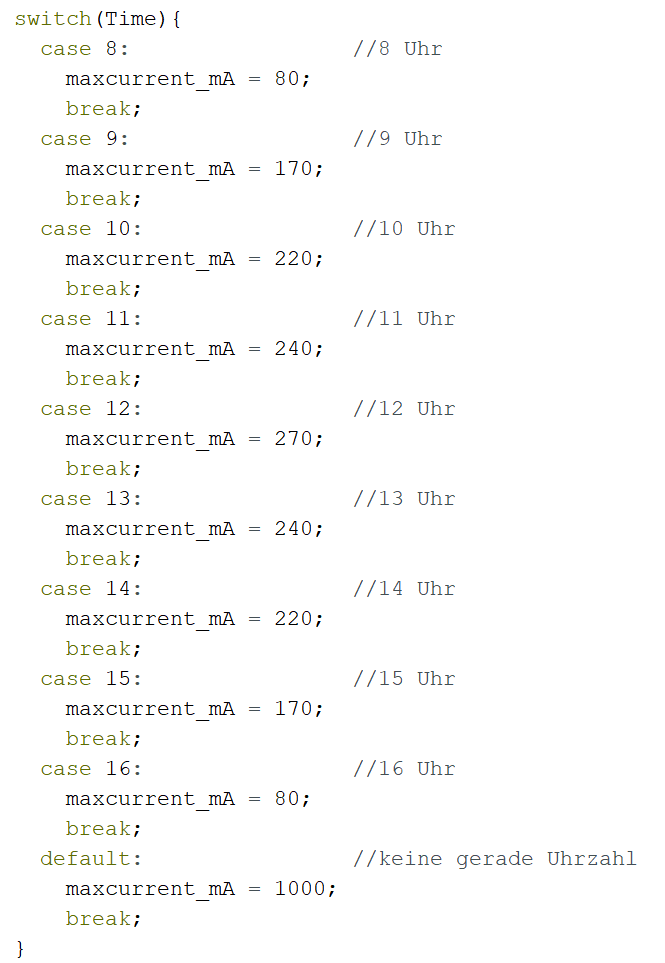 switch(Time){
  case 8:                 //8 Uhr
    maxcurrent_mA = 80;
    break;
  case 9:                 //9 Uhr
    maxcurrent_mA = 170;
    break;
  case 10:                //10 Uhr
    maxcurrent_mA = 220;
    break;
  case 11:                //11 Uhr
    maxcurrent_mA = 240;
    break;
  case 12:                //12 Uhr
    maxcurrent_mA = 270;
    break;
  case 13:                //13 Uhr
    maxcurrent_mA = 240;
    break;
  case 14:                //14 Uhr
    maxcurrent_mA = 220;
    break;
  case 15:                //15 Uhr
    maxcurrent_mA = 170;
    break;
  case 16:                //16 Uhr
    maxcurrent_mA = 80;
    break;
  default:                //keine gerade Uhrzahl
    maxcurrent_mA = 1000;
    break;
}